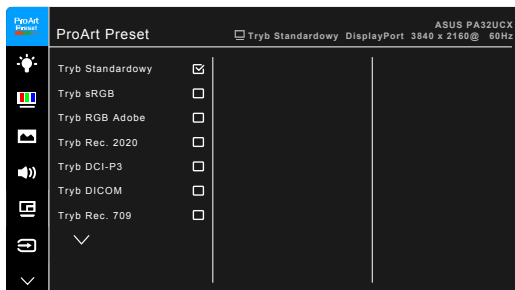 ProArt
Preset
ProArt Preset
ASUS PA32UCX
Tryb Standardowy DisplayPort 3840 x 2160@ 60Hz
Tryb Standardowy
Tryb sRGB
Tryb RGB Adobe
Tryb Rec. 2020
Tryb DCI-P3
Tryb DICOM
Tryb Rec. 709